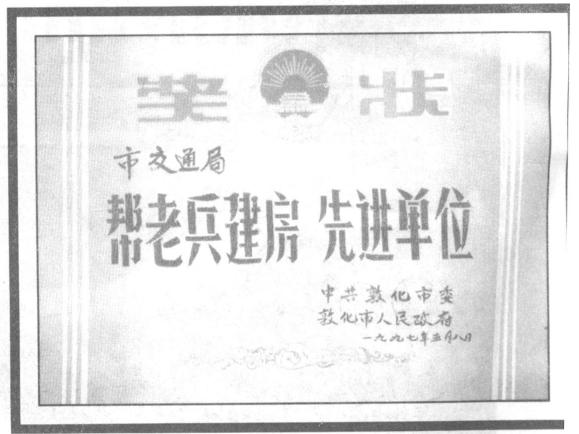 奖状
市交通局
帮老兵建房 先进单位
中共敦化市委
敦化市人民政府
一九九七年五月八日